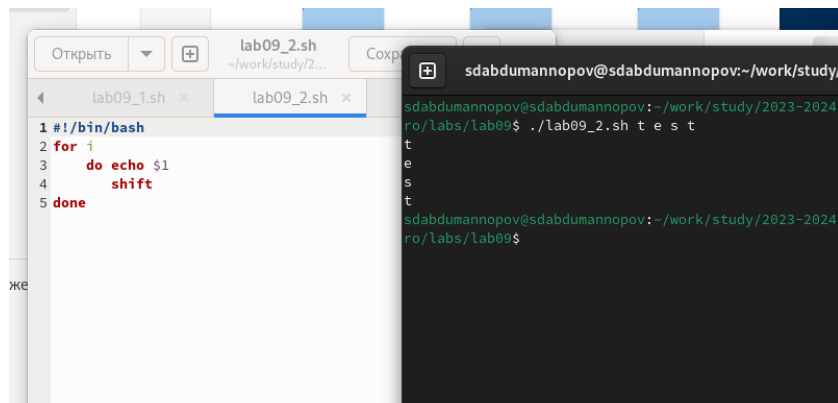 Открыть
lab09_2.sh
~/work/study/2...
lab09_1.sh ×
lab09_2.sh ×
1 #!/bin/bash
2 for i
3 do echo $1
4 shift
5 done
sdabdumannopov@sdabdumannopov:~/work/study/
sdabdumannopov@sdabdumannopov:~/work/study/2023-2024
ro/labs/lab09$ ./lab09_2.sh t e s t
t
e
s
t
sdabdumannopov@sdabdumannopov:~/work/study/2023-2024
ro/labs/lab09$